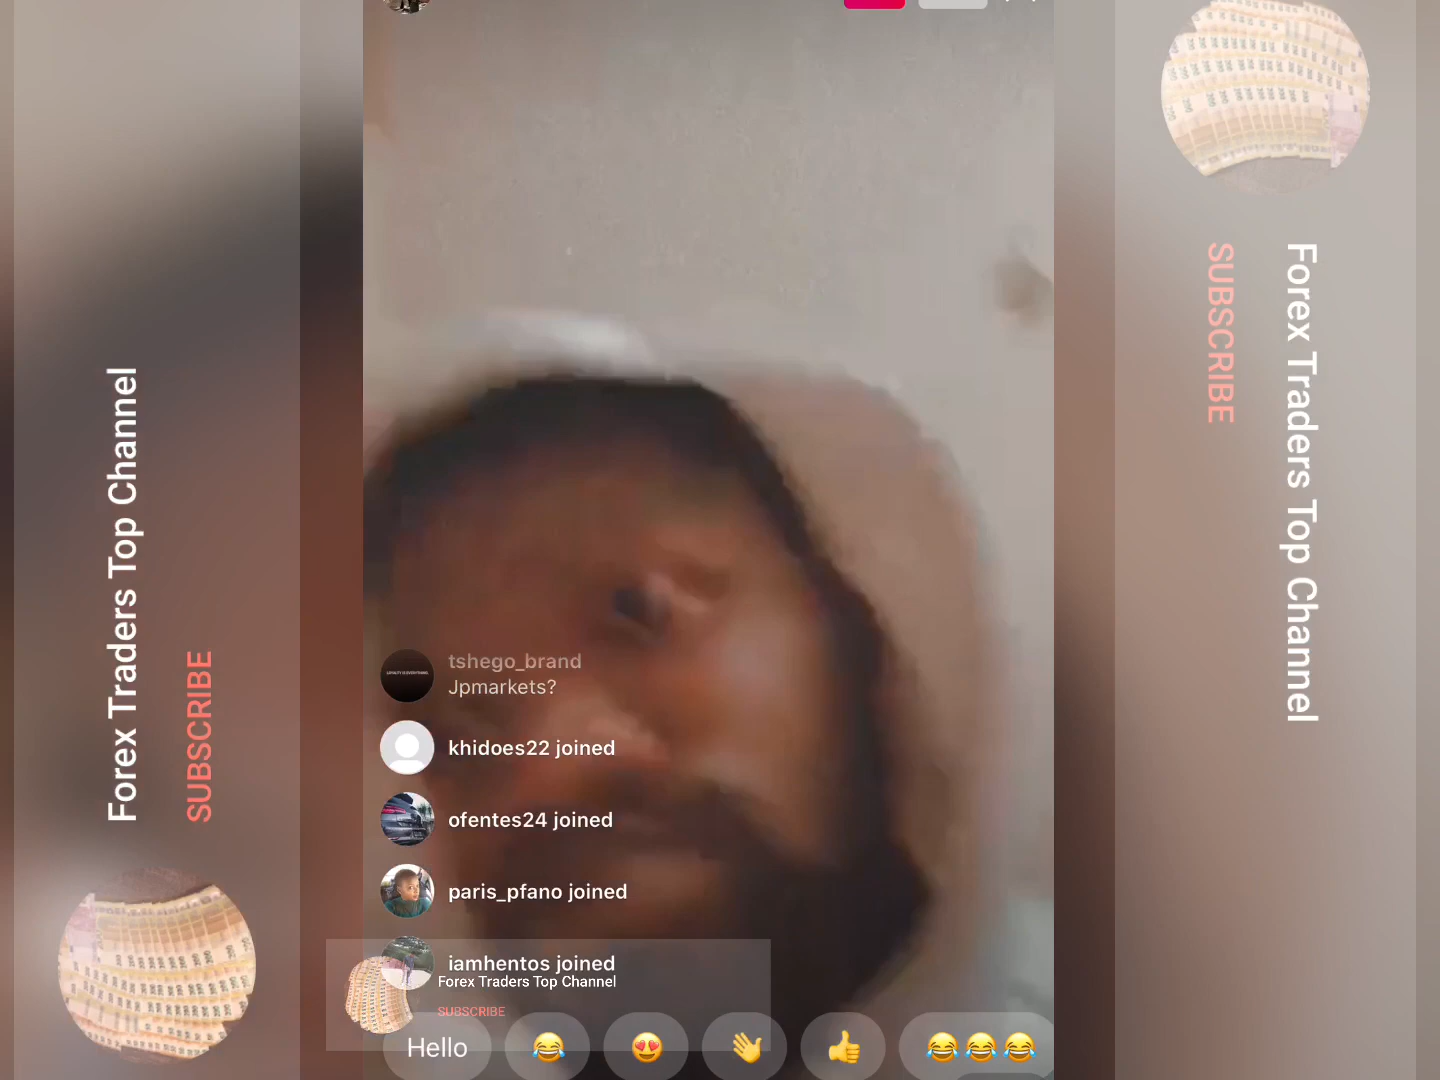 Forex Traders Top Channel
SUBSCRIBE
tshego_brand
Jpmarkets?
khidoes22 joined
ofentes24 joined
paris_pfano joined
iamhentos joined
Forex Traders Top Channel
SUBSCRIBE
Hello
Forex Traders Top Channel
SUBSCRIBE